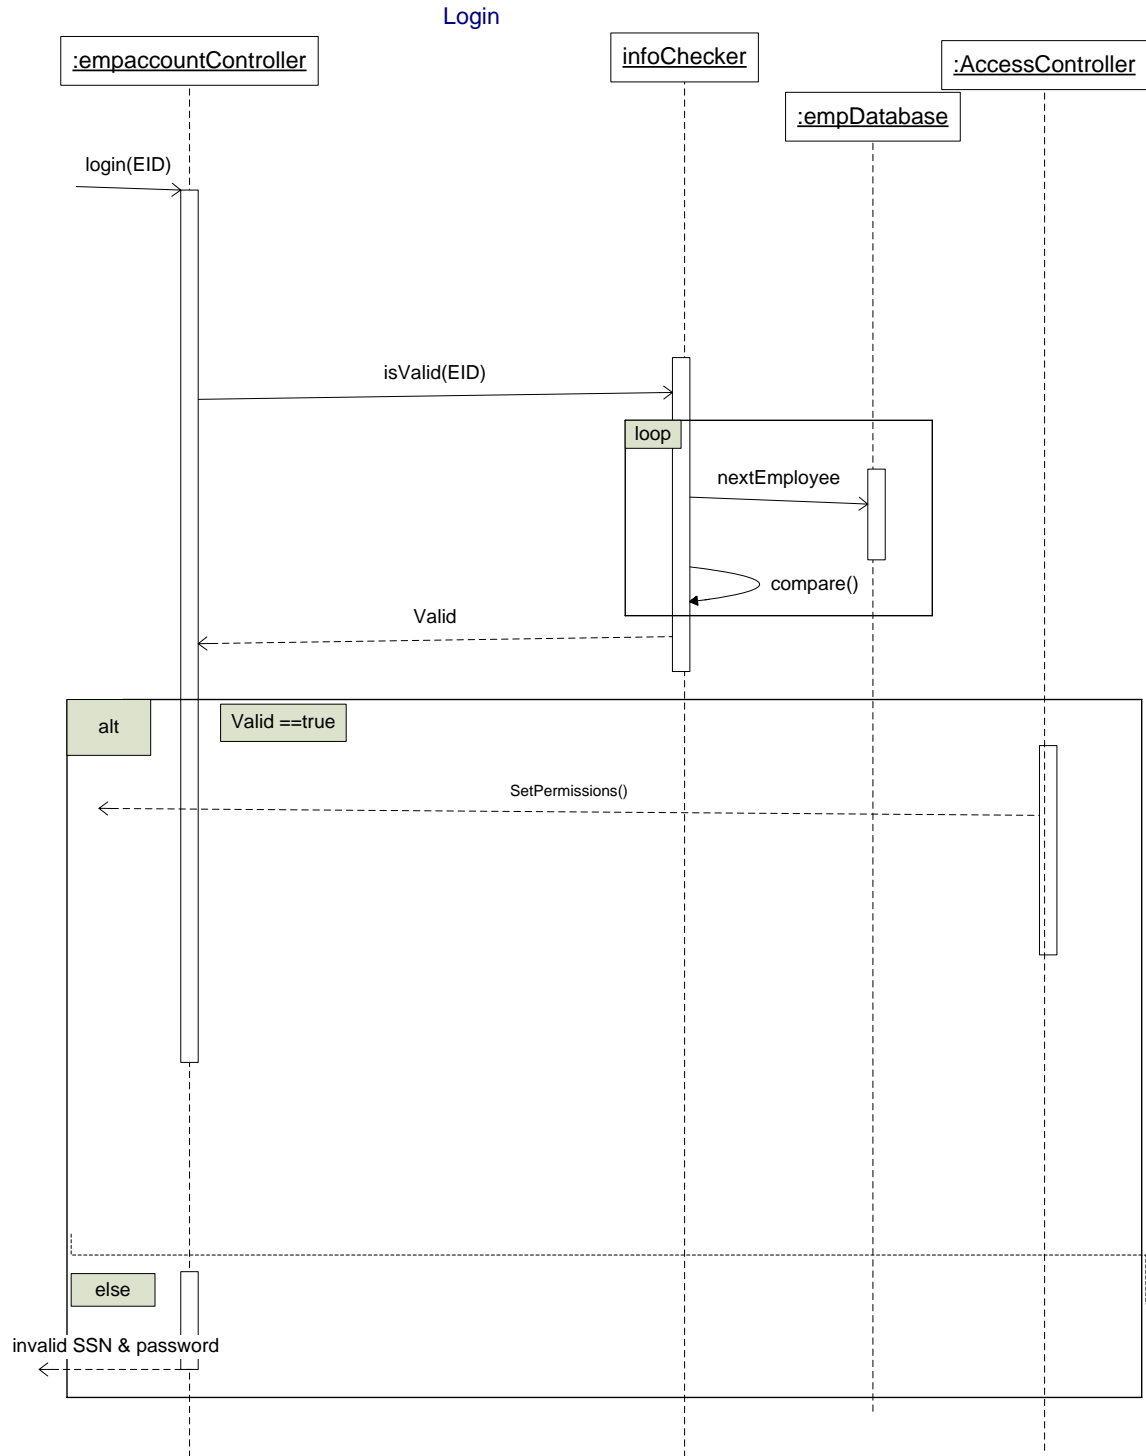 Login
:empaccountController
infoChecker
:AccessController
:empDatabase
login(EID)
isValid(EID)
loop
nextEmployee
compare()
Valid
alt
Valid ==true
SetPermissions()
else
invalid SSN & password